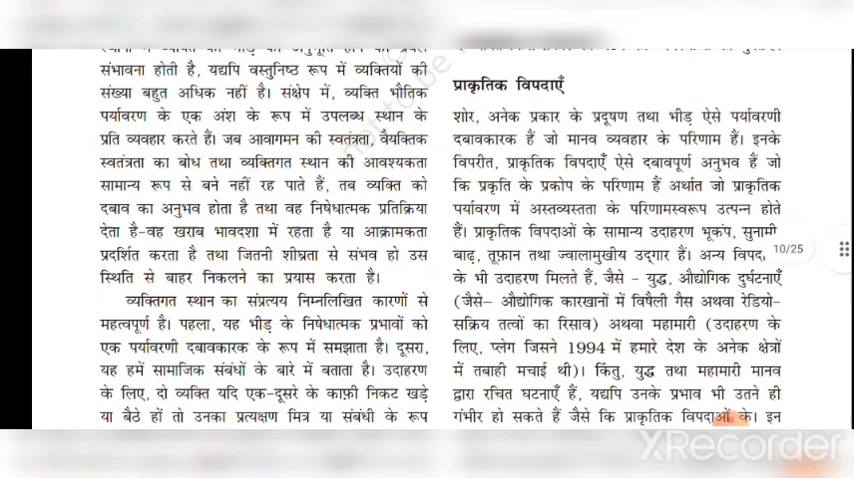 संभावना होती है, यद्यपि वस्तुनिष्ठ रूप में व्यक्तियों की
संख्या बहुत अधिक नहीं है। संक्षेप में, व्यक्ति भौतिक
पर्यावरण के एक अंश के रूप में उपलब्ध स्थान के
प्रति व्यवहार करते हैं। जब आवागमन की स्वतंत्रता, वैयक्तिक
स्वतंत्रता का बोध तथा व्यक्तिगत स्थान की आवश्यकता
सामान्य रूप से बने नहीं रह पाते हैं, तब व्यक्ति को
दबाव का अनुभव होता है तथा वह निषेधात्मक प्रतिक्रिया
देता है-वह खराब भावदशा में रहता है या आक्रामकता
प्रदर्शित करता है तथा जितनी शीघ्रता से संभव हो उस
स्थिति से बाहर निकलने का प्रयास करता है।
व्यक्तिगत स्थान का संप्रत्यय निम्नलिखित कारणों से
महत्वपूर्ण है। पहला, यह भीड़ के निषेधात्मक प्रभावों को
एक पर्यावरणी दबावकारक के रूप में समझाता है। दूसरा,
यह हमें सामाजिक संबंधों के बारे में बताता है। उदाहरण
के लिए, दो व्यक्ति यदि एक-दूसरे के काफ़ी निकट खड़े
या बैठे हों तो उनका प्रत्यक्षण मित्र या संबंधी के रूप
प्राकृतिक विपदाएँ
शोर, अनेक प्रकार के प्रदूषण तथा भीड़ ऐसे पर्यावरणी
दबावकारक हैं जो मानव व्यवहार के परिणाम हैं। इनके
विपरीत, प्राकृतिक विपदाएँ ऐसे दबावपूर्ण अनुभव हैं जो
कि प्रकृति के प्रकोप के परिणाम हैं अर्थात जो प्राकृतिक
पर्यावरण में अस्तव्यस्तता के परिणामस्वरूप उत्पन्न होते
हैं। प्राकृतिक विपदाओं के सामान्य उदाहरण भूकंप, सुनामी
बाढ़, तूफ़ान तथा ज्वालामुखीय उद्‌गार हैं। अन्य
के भी उदाहरण मिलते हैं, जैसे - युद्ध, औद्योगिक दुर्घटनाएँ
(जैसे– औद्योगिक कारखानों में विषैली गैस अथवा रेडियो-
सक्रिय तत्वों का रिसाव) अथवा महामारी (उदाहरण के
लिए, प्लेग जिसने 1994 में हमारे देश के अनेक क्षेत्रों
में तबाही मचाई थी)। किंतु, युद्ध तथा महामारी मानव
द्वारा रचित घटनाएँ हैं, यद्यपि उनके प्रभाव भी उतने ही
गंभीर हो सकते हैं जैसे कि प्राकृतिक विपदाओं के। इन
10/25
XRecorder